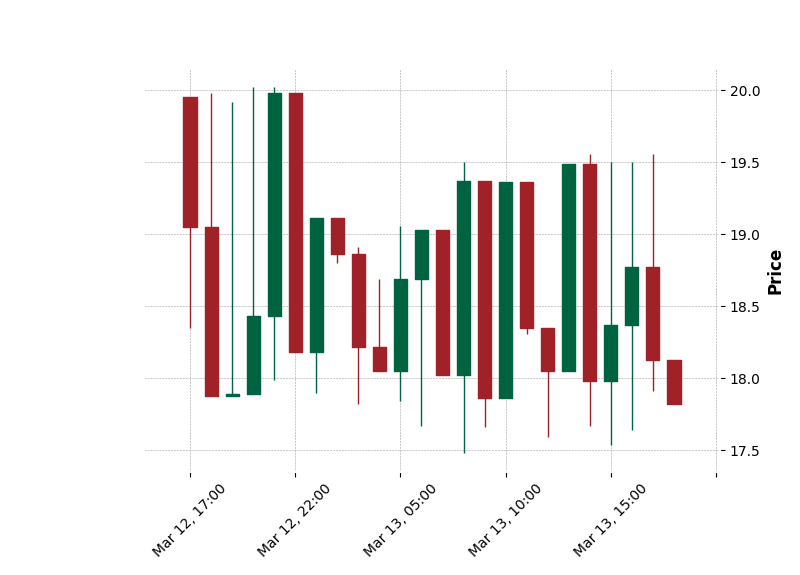 20.0
19.5
19.0
18.5
18.0
17.5
Price
Mar 12, 17:00
Mar 12, 22:00
Mar 13, 05:00
Mar 13, 10:00
Mar 13, 15:00